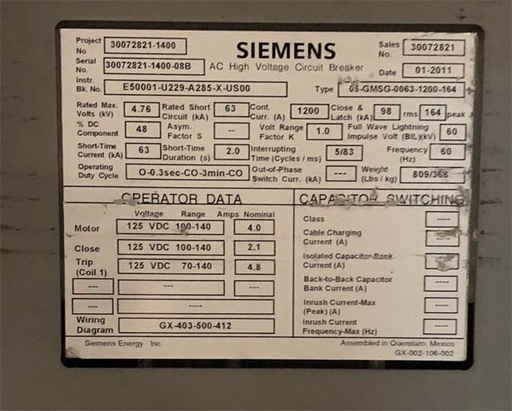 Project No 30072821-1400 SIEMENS Sales No. 30072821
Serial No. 30072821-1400-08B AC High Voltage Circuit Breaker Date 01-2011
Inst. Bk. No. E50001-U229-A285-X-US00 Type 05-GMSG-0063-1200-164
Rated Max. Volts (kV) 4.76 Rated Short Circuit (kA) 63 Cont. Curr. (A) 1200 Close & Latch (kA) 98 rms 164 peak
% DC Component 48 Asym. Factor S -- Volt Range Factor K 1.0 Full Wave Lightning Impulse Volt (BIL)(kV) 60
Short-Time Current (kA) 63 Short-Time Duration (s) 2.0 Interrupting Time (Cycles / ms) 5/83 Frequency (Hz) 60
Operating Duty Cycle O-0.3sec-CO-3min-CO Out-of-Phase Switch Curr. (kA) --- Weight (Lbs / kg) 809/368
OPERATOR DATA
Voltage Range Amps Nominal
Motor 125 VDC 100-140 4.0
Close 125 VDC 100-140 2.1
Trip (Coil 1) 125 VDC 70-140 4.8
--- --- ---
--- ---- ---
Wiring Diagram GX-403-500-412
CAPACITOR SWITCHING
Class ----
Cable Charging Current (A) ----
Isolated Capacitor Bank Current (A) ----
Back-to-Back Capacitor Bank Current (A) ----
Inrush Current-Max (Peak) (A) ----
Inrush Current Frequency-Max (Hz) ----
Siemens Energy Inc. Assembled in Queretaro, Mexico
GX-002-106-002